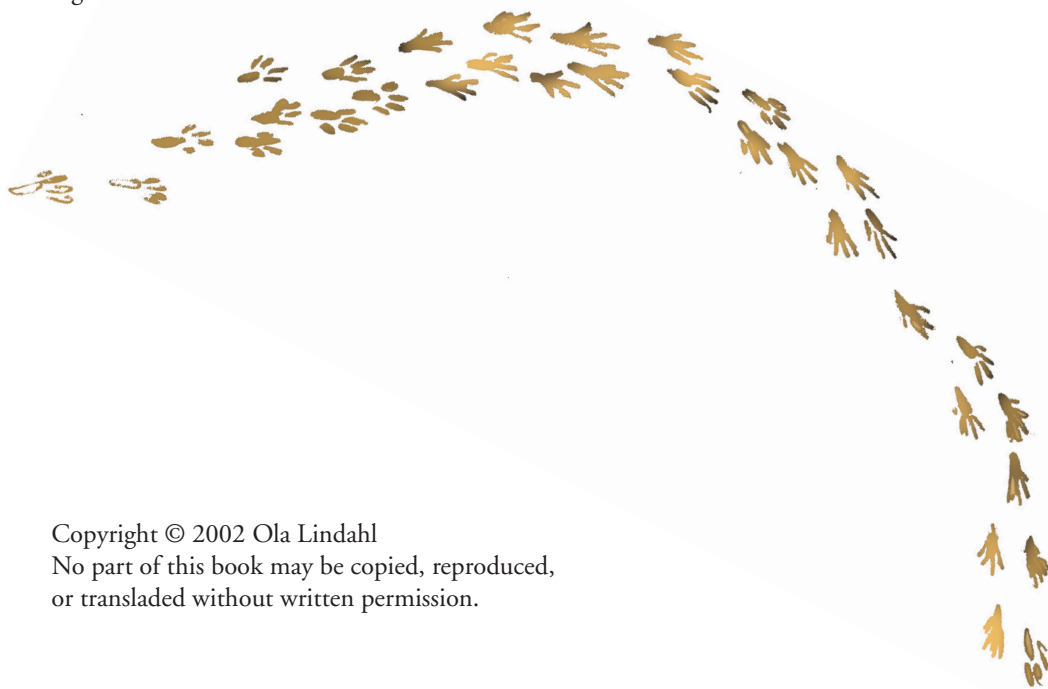 Copyright © 2002 Ola Lindahl
No part of this book may be copied, reproduced,
or transladed without written permission.